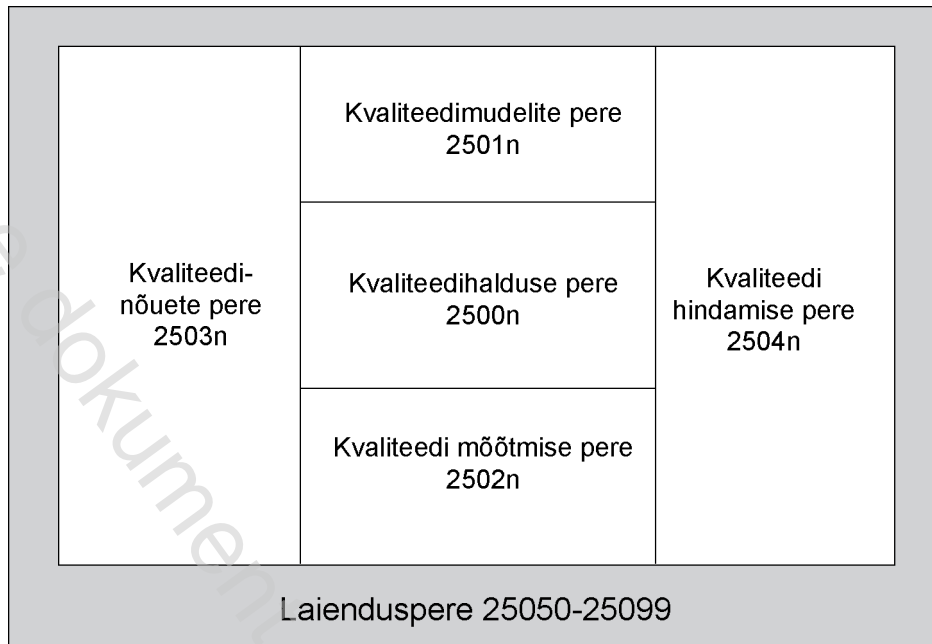 Kvaliteedimudelite pere
2501n
Kvaliteedi-
nõuete pere
2503n
Kvaliteedihalduse pere
2500n
Kvaliteedi
hindamise pere
2504n
Kvaliteedi mõõtmise pere
2502n
Laienduspere 25050-25099
e dokument